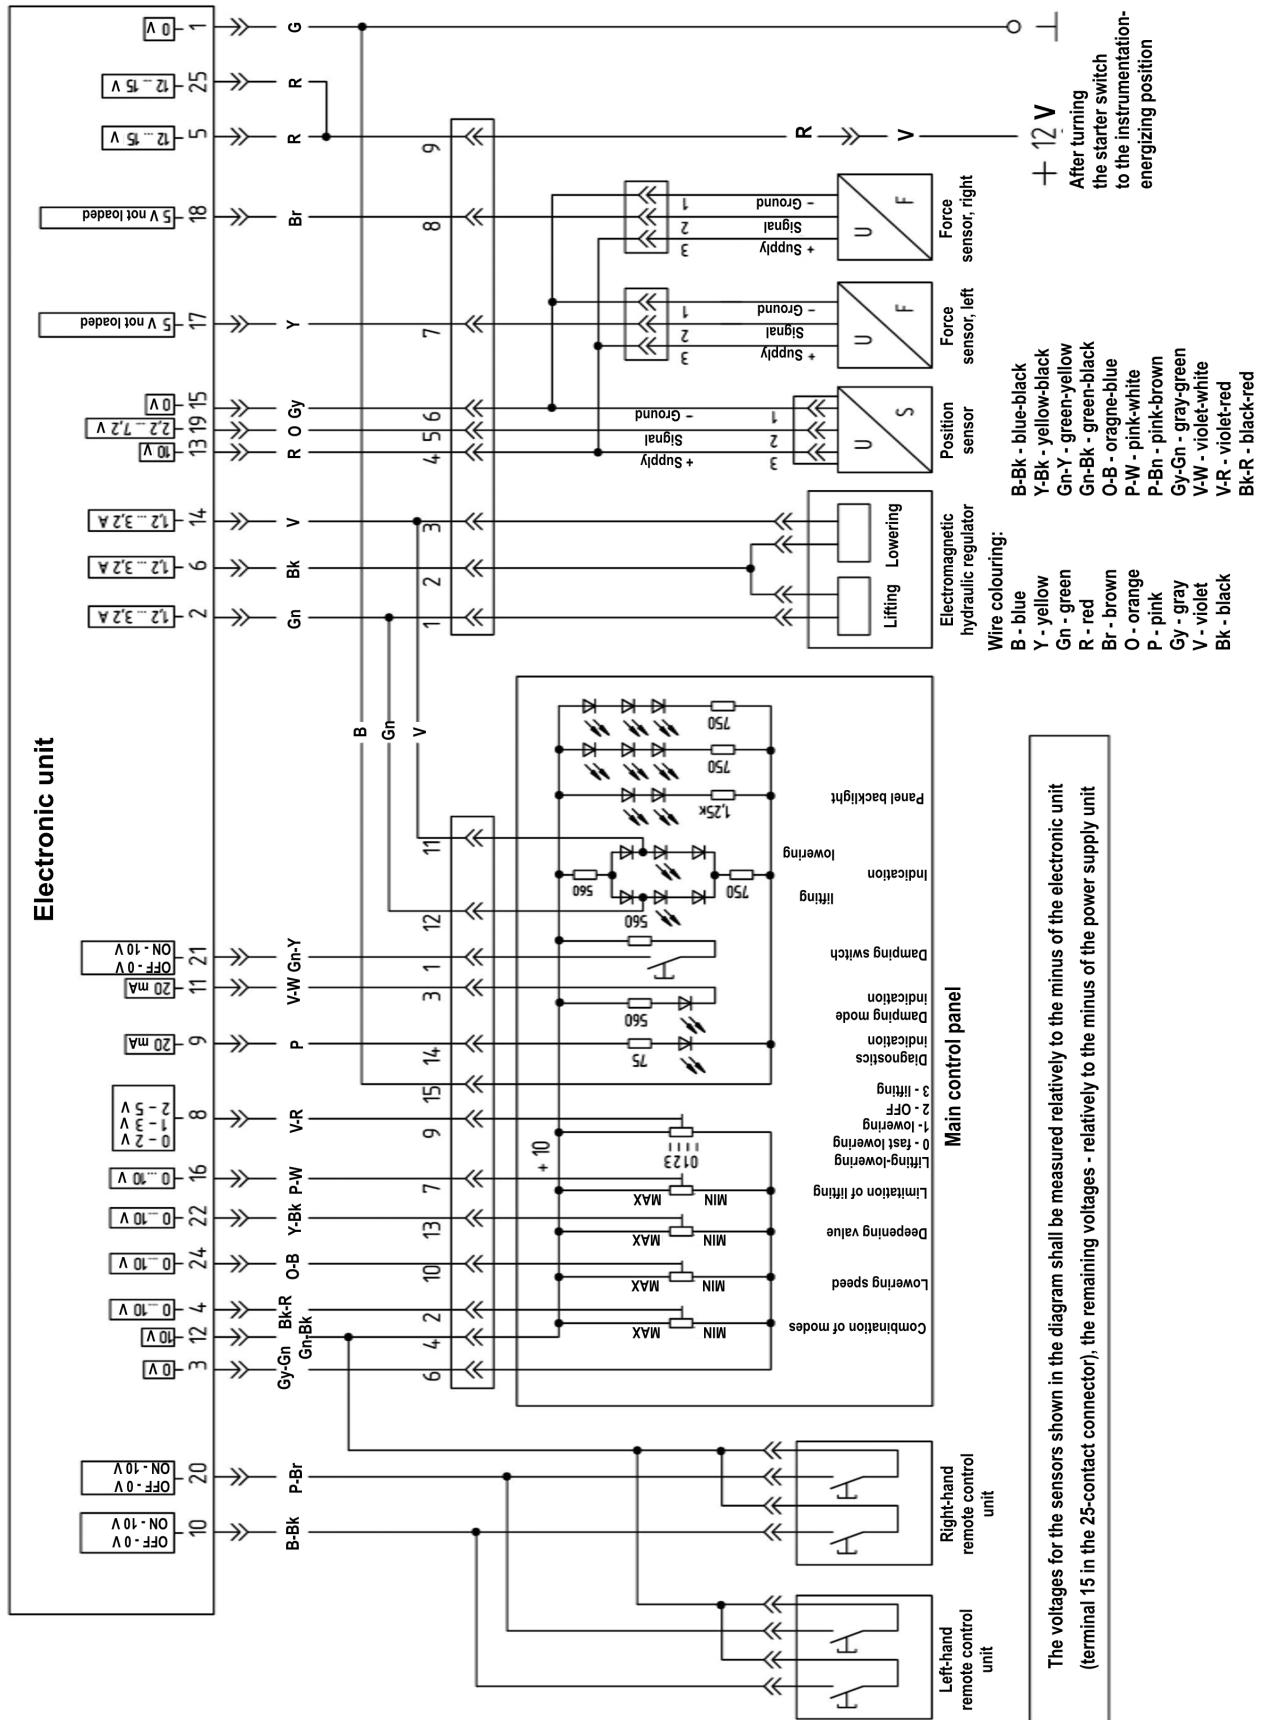 Electronic unit
0 V
1
G
12 ... 15 V
25
R
12 ... 15 V
5
R
9
R
V
+ 12 V
After turning
the starter switch
to the instrumentation-
energizing position
5 V not loaded
18
Br
8
1
2
3
- Ground
Signal
+ Supply
U
F
Force
sensor, right
5 V not loaded
17
Y
7
1
2
3
- Ground
Signal
+ Supply
U
F
Force
sensor, left
0 V
15
Gy
6
2,2 ... 7,2 V
19
O
5
10 V
13
R
4
- Ground
Signal
+ Supply
1
2
3
U
S
Position
sensor
1,2 ... 3,2 A
14
V
3
1,2 ... 3,2 A
6
Bk
2
1,2 ... 3,2 A
2
Gn
1
Lowering
Lifting
Electromagnetic
hydraulic regulator
Wire colouring:
B - blue
Y - yellow
Gn - green
R - red
Br - brown
O - orange
P - pink
Gy - gray
V - violet
Bk - black
B-Bk - blue-black
Y-Bk - yellow-black
Gn-Y - green-yellow
Gn-Bk - green-black
O-B - oragne-blue
P-W - pink-white
P-Bn - pink-brown
Gy-Gn - gray-green
V-W - violet-white
V-R - violet-red
Bk-R - black-red
B
Gn
V
11
12
750
750
1,25к
Panel backlight
560
750
560
lowering
Indication
lifting
OFF - 0 V
ON - 10 V
21
Gn-Y
1
Damping switch
20 mA
11
V-W
3
560
Damping mode
indication
20 mA
9
P
14
75
Diagnostics
indication
15
0 – 2 V
1 – 3 V
2 – 5 V
8
V-R
9
+ 10
0123
Lifting-lowering
0 - fast lowering
1- lowering
2 - OFF
3 - lifting
0...10 V
16
P-W
7
MAX
MIN
Limitation of lifting
0...10 V
22
Y-Bk
13
MAX
MIN
Deepening value
0...10 V
24
O-B
10
MAX
MIN
Lowering speed
0...10 V
4
Bk-R
2
MAX
MIN
Combination of modes
10 V
12
Gn-Bk
4
0 V
3
Gy-Gn
6
Main control panel
OFF - 0 V
ON - 10 V
20
P-Br
OFF - 0 V
ON - 10 V
10
B-Bk
Right-hand
remote control
unit
Left-hand
remote control
unit
The voltages for the sensors shown in the diagram shall be measured relatively to the minus of the electronic unit
(terminal 15 in the 25-contact connector), the remaining voltages - relatively to the minus of the power supply unit